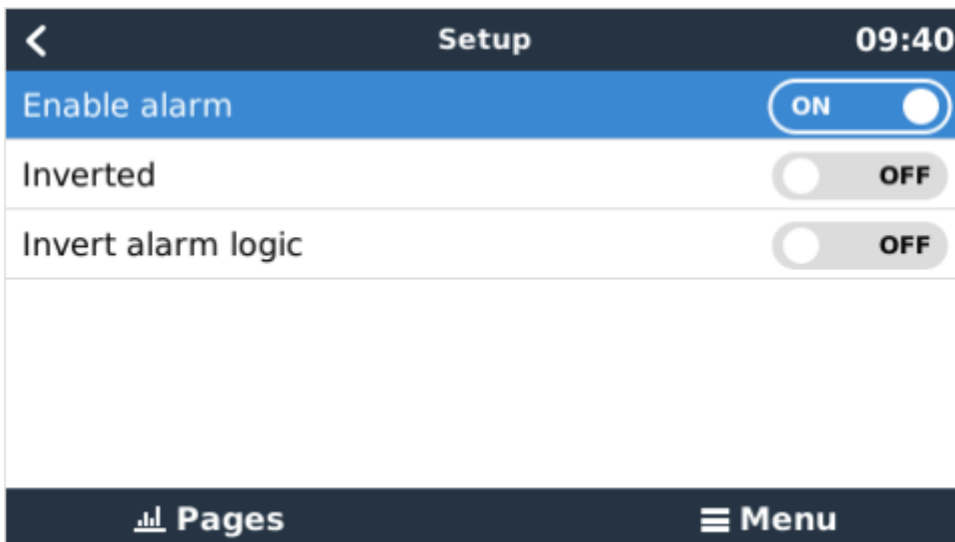 Setup 09:40
Enable alarm ON
Inverted OFF
Invert alarm logic OFF
Pages Menu